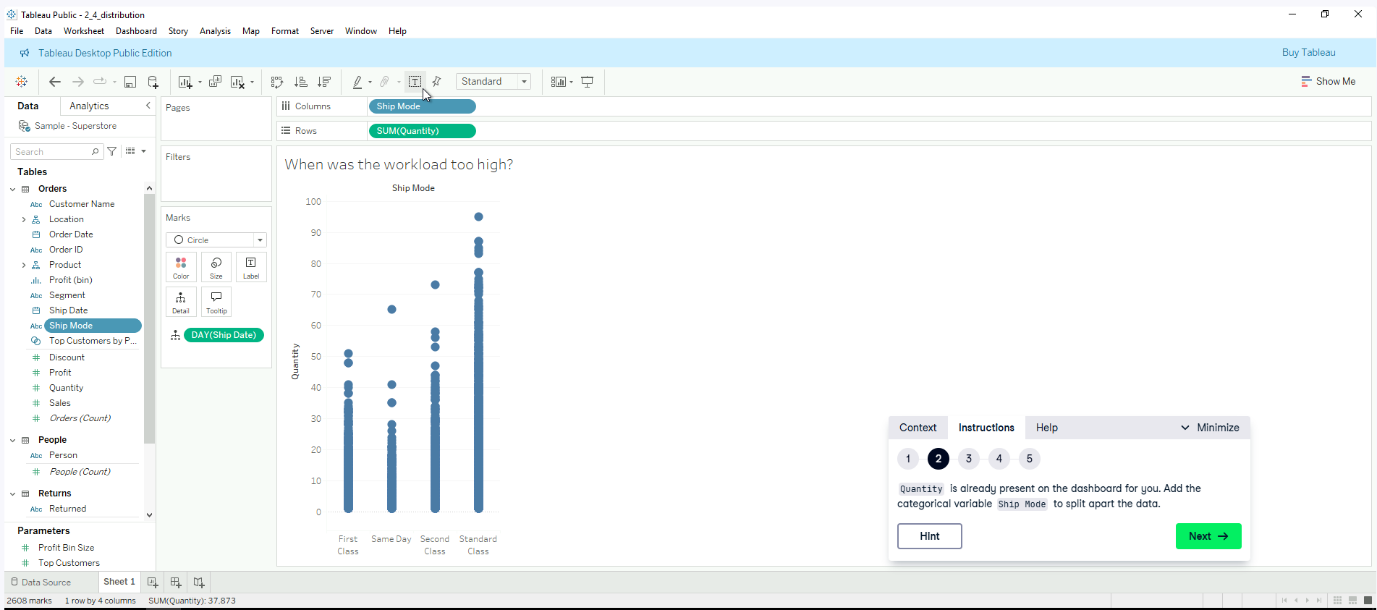 Tableau Public - 2_4_distribution
File Data Worksheet Dashboard Story Analysis Map Format Server Window Help
Tableau Desktop Public Edition Buy Tableau
Standard Show Me
Data Analytics
Sample - Superstore
Search
Tables
Orders
Abc Customer Name
Location
Order Date
Abc Order ID
Product
Profit (bin)
Abc Segment
Ship Date
Abc Ship Mode
Top Customers by P...
Discount
Profit
Quantity
Sales
Orders (Count)
People
Abc Person
People (Count)
Returns
Abc Returned
Parameters
Profit Bin Size
Top Customers
Pages
Filters
Marks
Circle
Color Size Label
Detail Tooltip
DAY(Ship Date)
Columns Ship Mode
Rows SUM(Quantity)
When was the workload too high?
Ship Mode
100
90
80
70
60
50
40
30
20
10
0
Quantity
First Class
Same Day
Second Class
Standard Class
Context Instructions Help Minimize
1 2 3 4 5
Quantity is already present on the dashboard for you. Add the
categorical variable Ship Mode to split apart the data.
Hint Next →
Data Source Sheet 1
2608 marks 1 row by 4 columns SUM(Quantity): 37.873